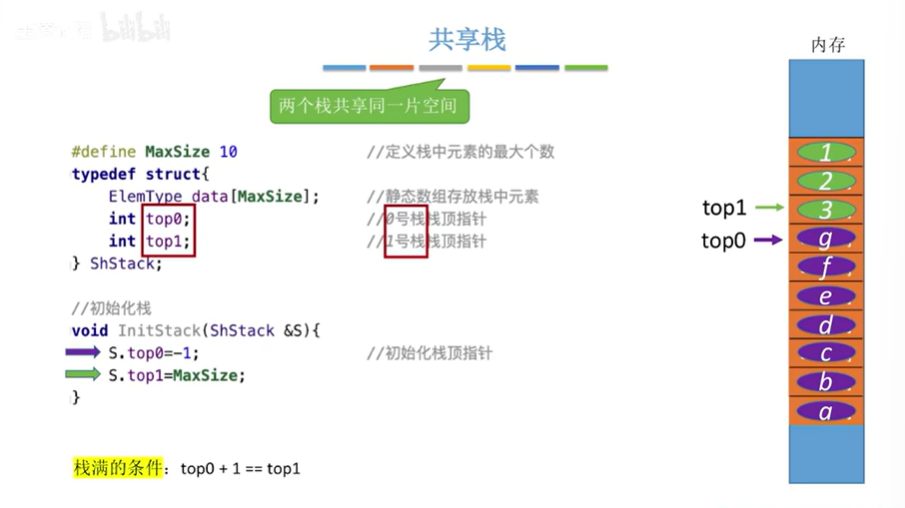 bilibili
共享栈
两个栈共享同一片空间
内存
#define MaxSize 10 //定义栈中元素的最大个数
typedef struct{
ElemType data[MaxSize]; //静态数组存放栈中元素
int top0; //0号栈栈顶指针
int top1; //1号栈栈顶指针
} ShStack;
//初始化栈
void InitStack(ShStack &S){
S.top0=-1; //初始化栈顶指针
S.top1=MaxSize;
}
栈满的条件：top0 + 1 == top1
top1
top0
1
2
3
g
f
e
d
c
b
a